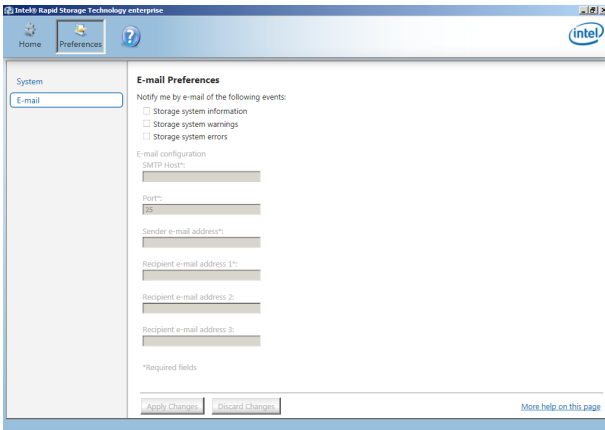 Intel® Rapid Storage Technology enterprise
Home
Preferences
?
intel
System
E-mail
E-mail Preferences
Notify me by e-mail of the following events:
Storage system information
Storage system warnings
Storage system errors
E-mail configuration
SMTP Host*:
Port*:
25
Sender e-mail address*:
Recipient e-mail address 1*:
Recipient e-mail address 2:
Recipient e-mail address 3:
*Required fields
Apply Changes
Discard Changes
More help on this page